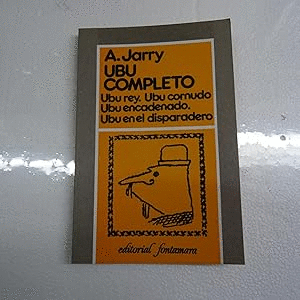 A. Jarry
UBU
COMPLETO
Ubu rey. Ubu cornudo
Ubu encadenado.
Ubu en el disparadero
editorial fontamara